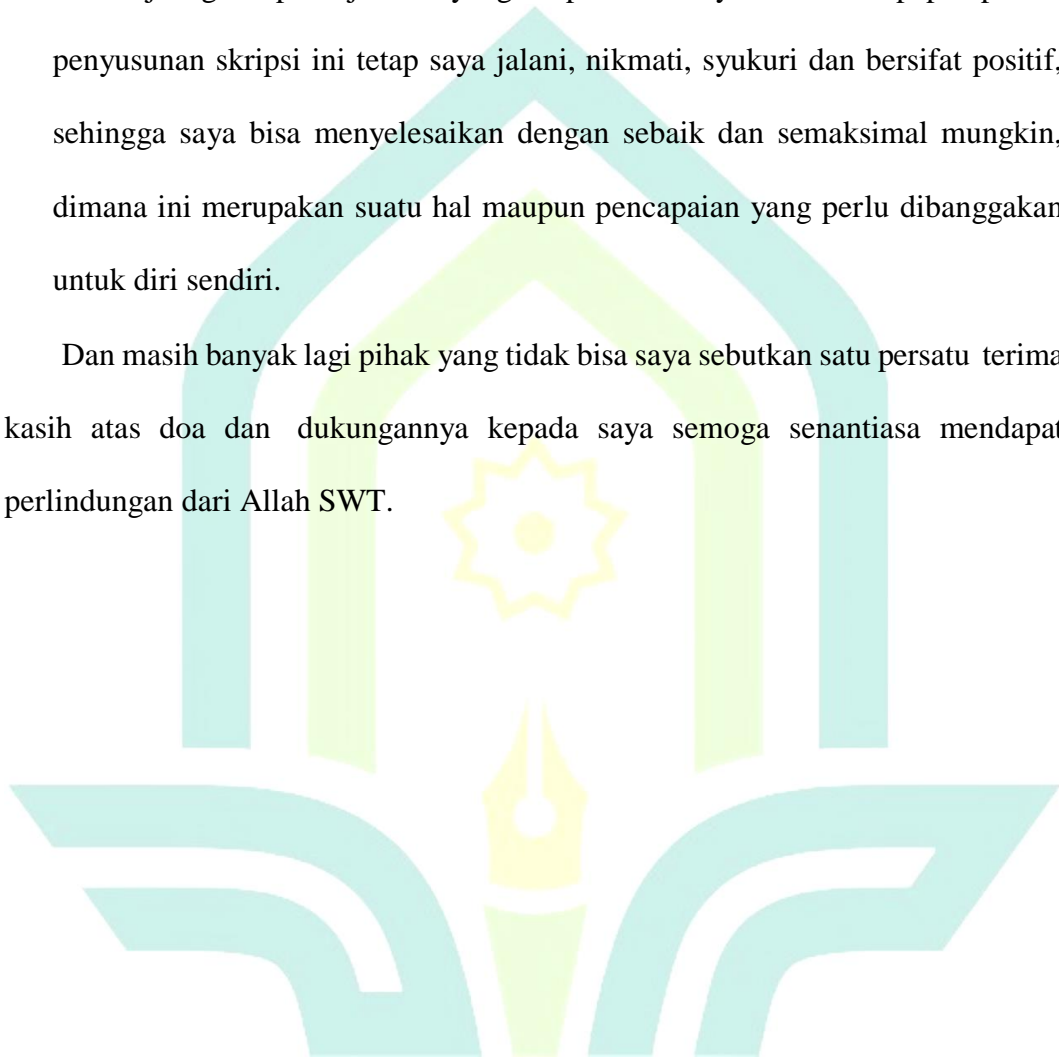 penyusunan skripsi ini tetap saya jalani, nikmati, syukuri dan bersifat positif,
sehingga saya bisa menyelesaikan dengan sebaik dan semaksimal mungkin,
dimana ini merupakan suatu hal maupun pencapaian yang perlu dibanggakan
untuk diri sendiri.
Dan masih banyak lagi pihak yang tidak bisa saya sebutkan satu persatu terima
kasih atas doa dan dukungannya kepada saya semoga senantiasa mendapat
perlindungan dari Allah SWT.